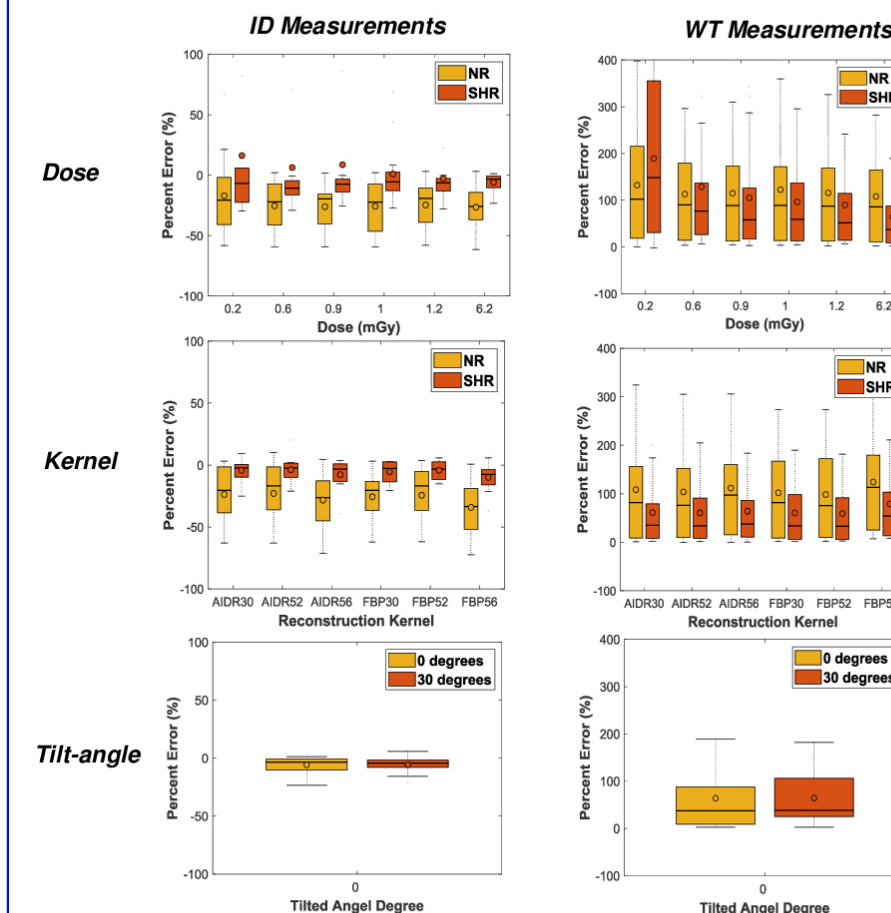 ID Measurements
WT Measurements
Dose
100
50
0
-50
-100
Percent Error (%)
NR
SHR
0.2 0.6 0.9 1 1.2 6.2
Dose (mGy)
400
300
200
100
0
-100
Percent Error (%)
NR
SHR
0.2 0.6 0.9 1 1.2 6.2
Dose (mGy)
Kernel
100
50
0
-50
-100
Percent Error (%)
NR
SHR
AIDR30 AIDR52 AIDR56 FBP30 FBP52 FBP56
Reconstruction Kernel
400
300
200
100
0
-100
Percent Error (%)
NR
SHR
AIDR30 AIDR52 AIDR56 FBP30 FBP52 FBP5
Reconstruction Kernel
Tilt-angle
100
50
0
-50
-100
Percent Error (%)
0 degrees
30 degrees
0
Tilted Angel Degree
400
300
200
100
0
-100
Percent Error (%)
0 degrees
30 degrees
0
Tilted Angel Degree